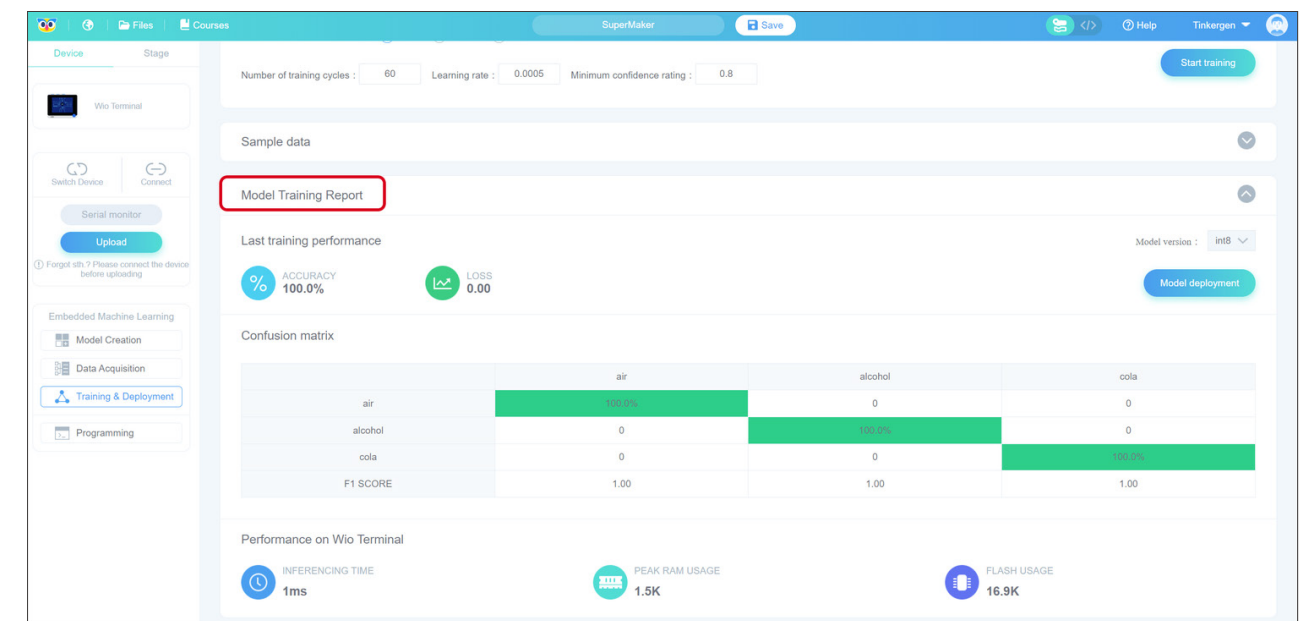 Files Courses SuperMaker Save </> Help Tinkergen
Device Stage
Number of training cycles : 60 Learning rate : 0.0005 Minimum confidence rating : 0.8 Start training
Wio Terminal
Sample data
Switch Device Connect
Model Training Report
Serial monitor
Upload
Last training performance Model version : int8
Forgot sth ? Please connect the device
before uploading
% ACCURACY
100.0%
LOSS
0.00
Model deployment
Embedded Machine Learning
Model Creation
Data Acquisition
Training & Deployment
Programming
Confusion matrix
air alcohol cola
air 100.0% 0 0
alcohol 0 100.0% 0
cola 0 0 100.0%
F1 SCORE 1.00 1.00 1.00
Performance on Wio Terminal
INFERENCING TIME
1ms
PEAK RAM USAGE
1.5K
FLASH USAGE
16.9K